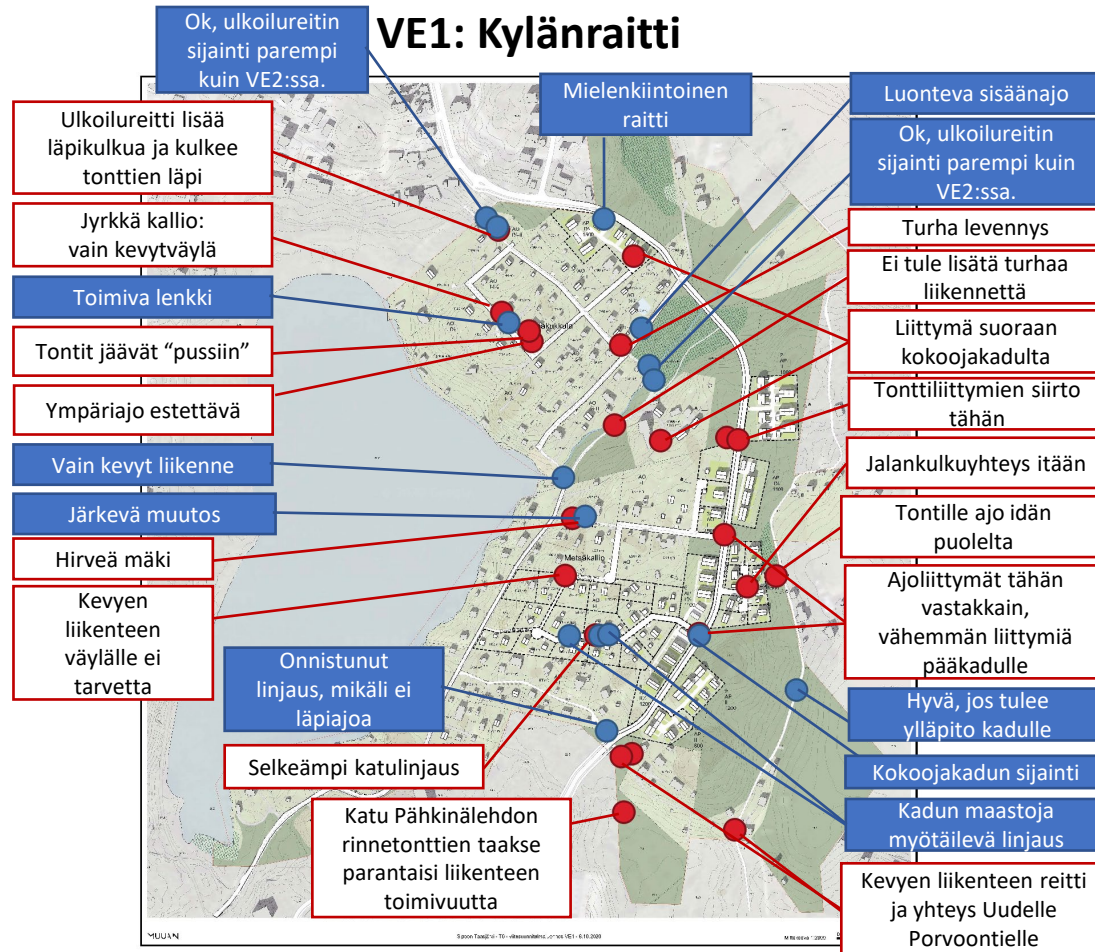 VE1: Kylänraitti
Ok, ulkoilureitin
sijainti parempi
kuin VE2:ssa.
Ulkoilureitti lisää
läpikulkua ja kulkee
tonttien läpi
Jyrkkä kallio:
vain kevytväylä
Toimiva lenkki
Tontit jäävät “pussiin”
Ympäriajo estettävä
Vain kevyt liikenne
Järkevä muutos
Hirveä mäki
Kevyen
liikenteen
väylälle ei
tarvetta
Onnistunut
linjaus, mikäli ei
läpiajoa
Selkeämpi katulinjaus
Katu Pähkinälehdon
rinnetonttien taakse
parantaisi liikenteen
toimivuutta
Mielenkiintoinen
raitti
Luonteva sisäänajo
Ok, ulkoilureitin
sijainti parempi kuin
VE2:ssa.
Turha levennys
Ei tule lisätä turhaa
liikennettä
Liittymä suoraan
kokoojakadulta
Tonttiliittymien siirto
tähän
Jalankulkuyhteys itään
Tontille ajo idän
puolelta
Ajoliittymät tähän
vastakkain,
vähemmän liittymiä
pääkadulle
Hyvä, jos tulee
ylläpito kadulle
Kokoojakadun sijainti
Kadun maastoja
myötäilevä linjaus
Kevyen liikenteen reitti
ja yhteys Uudelle
Porvoontielle
Metsäkallio
MUUAN